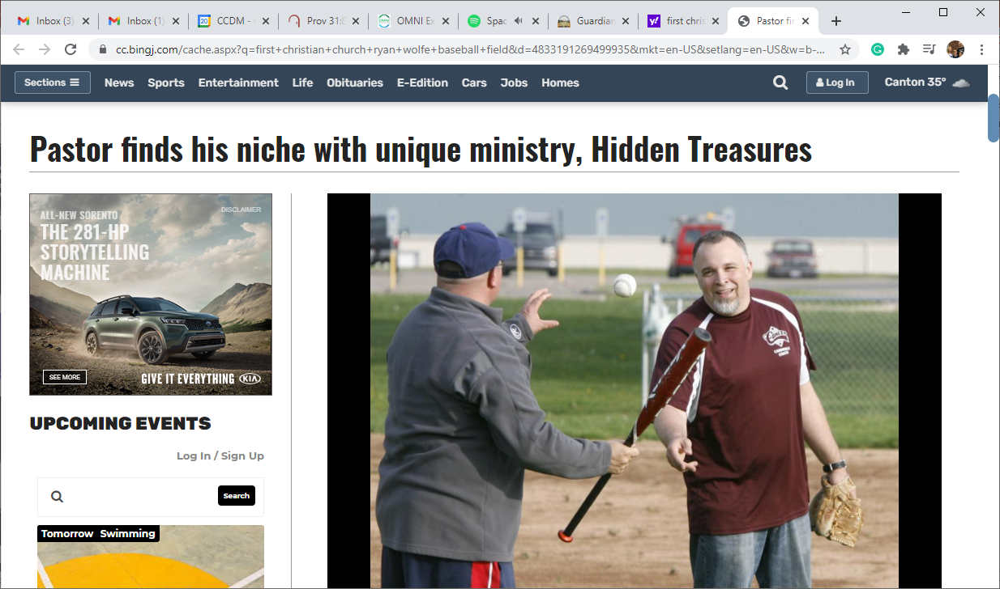 Inbox (3)
Inbox (1)
20
CCDM -
Prov 31:8
OMNI Ex
Spac
Guardian
y!
first chris
Pastor fin
cc.bingj.com/cache.aspx?q=first+christian+church+ryan+wolfe+baseball+field&d=4833191269499935&mkt=en-US&setlang=en-US&w=b-...
Sections
News
Sports
Entertainment
Life
Obituaries
E-Edition
Cars
Jobs
Homes
Log In
Canton 35°
Pastor finds his niche with unique ministry, Hidden Treasures
ALL-NEW SORENTO
DISCLAIMER
THE 281-HP
STORYTELLING
MACHINE
SEE MORE
GIVE IT EVERYTHING KIA
UPCOMING EVENTS
Log In / Sign Up
Search
Tomorrow Swimming